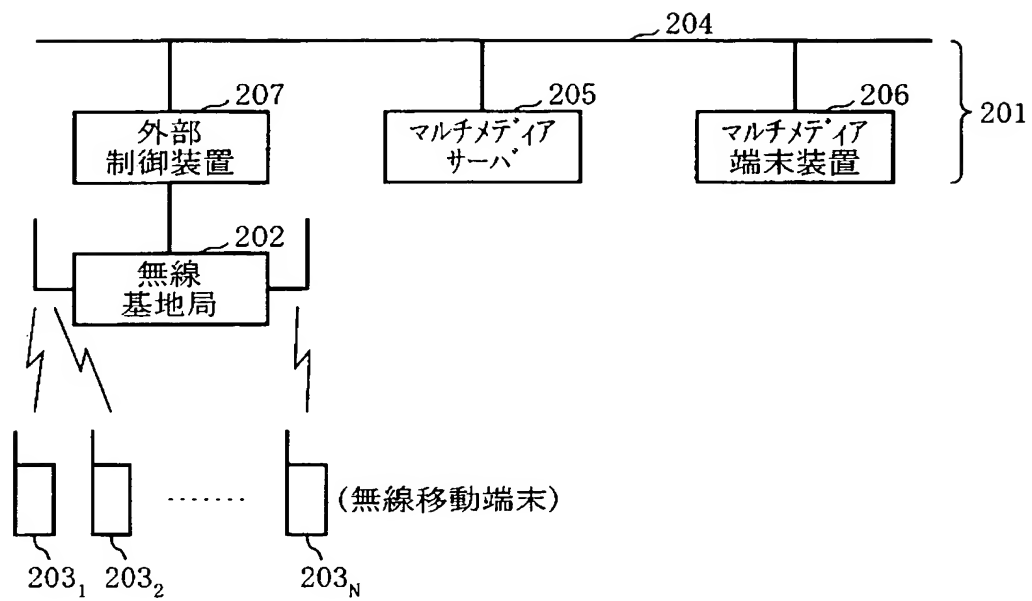 204
207
205
206
201
外部
制御装置
マルチメディア
サーバ
マルチメディア
端末装置
202
無線
基地局
(無線移動端末)
203₁
203₂
203N